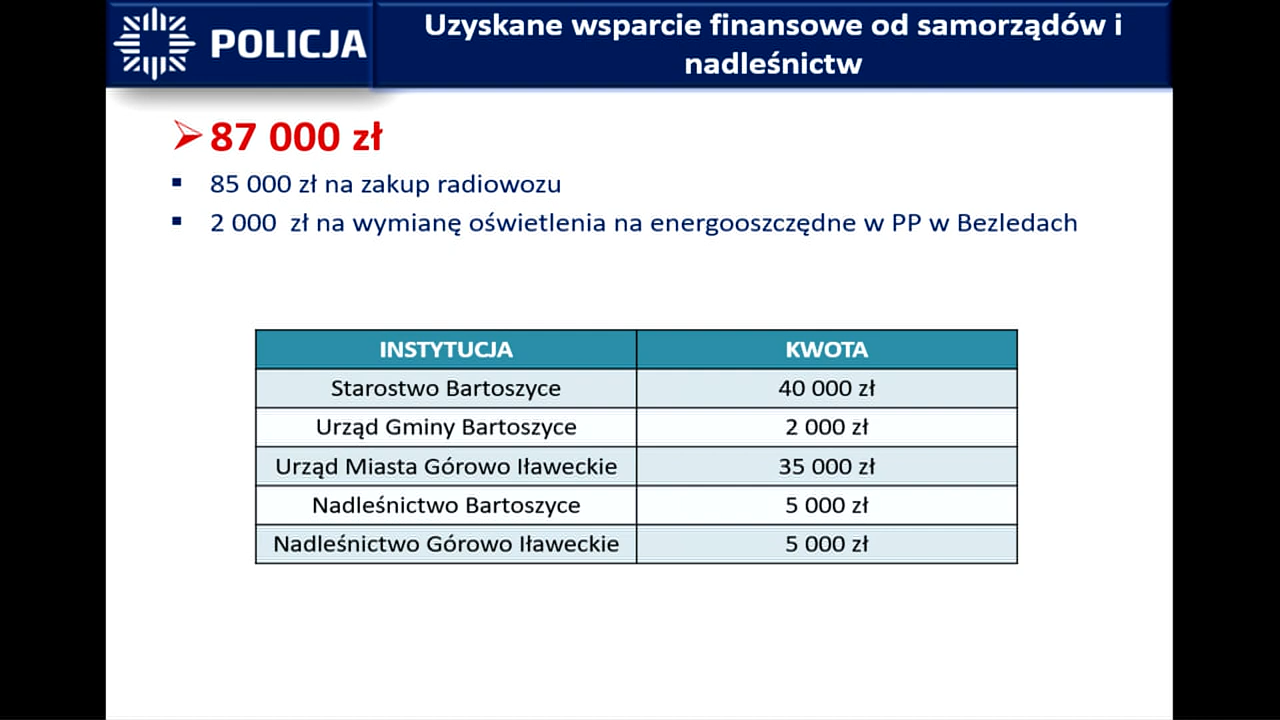 POLICJA
Uzyskane wsparcie finansowe od samorządów i
nadleśnictw
87 000 zł
85 000 zł na zakup radiowozu
2 000 zł na wymianę oświetlenia na energooszczędne w PP w Bezledach
INSTYTUCJA KWOTA
Starostwo Bartoszyce 40 000 zł
Urząd Gminy Bartoszyce 2 000 zł
Urząd Miasta Górowo Iławeckie 35 000 zł
Nadleśnictwo Bartoszyce 5 000 zł
Nadleśnictwo Górowo Iławeckie 5 000 zł